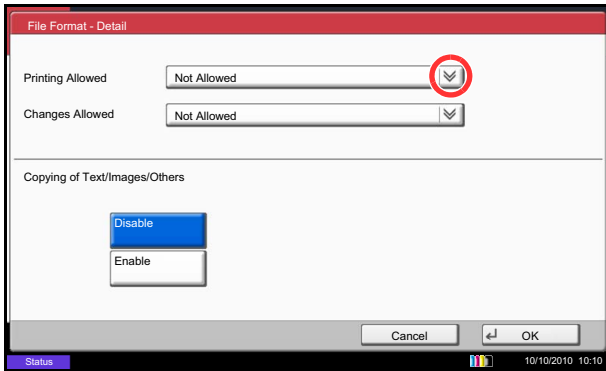 File Format - Detail
Printing Allowed Not Allowed
Changes Allowed Not Allowed
Copying of Text/Images/Others
Disable
Enable
Cancel OK
Status 10/10/2010 10:10